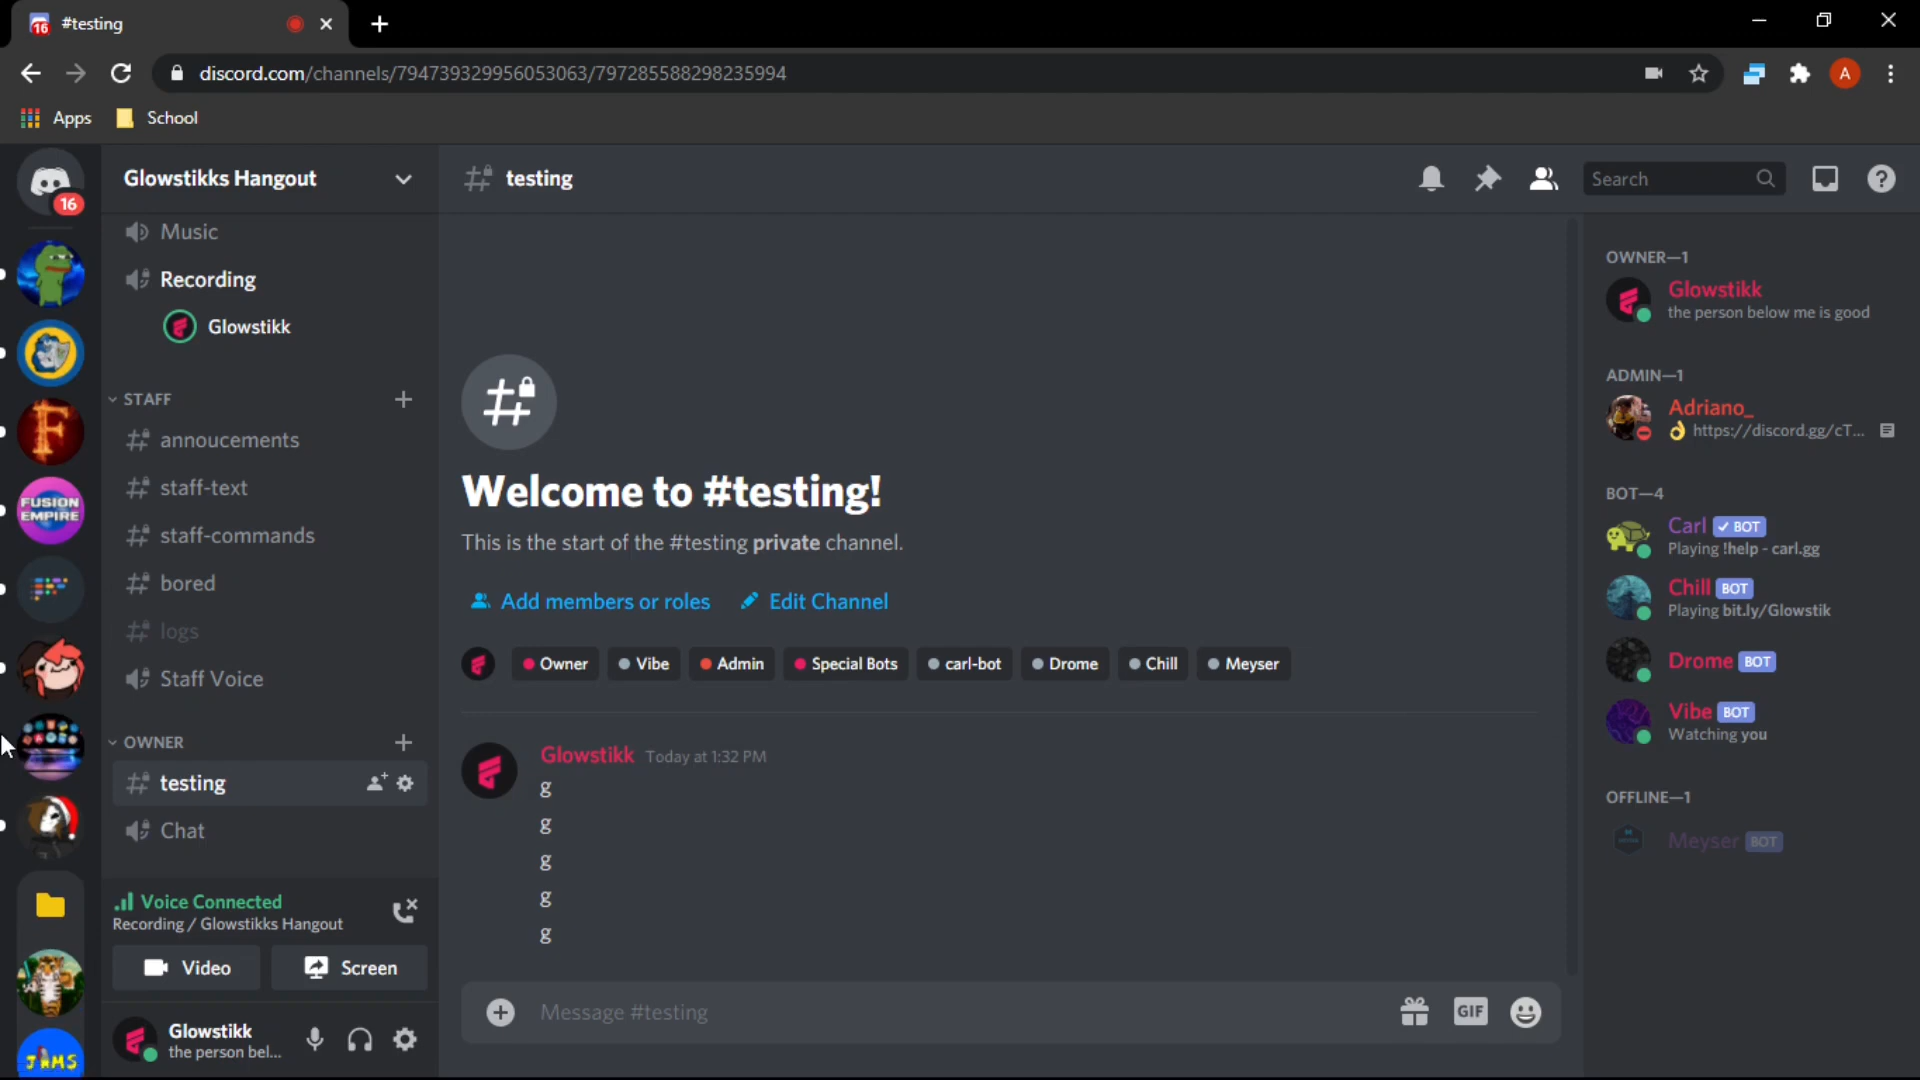 16 #testing
discord.com/channels/794739329956053063/797285588298235994
A
Apps School
16
Glowstikks Hangout
testing
Search
Music
Recording
Glowstikk
STAFF
annoucements
staff-text
staff-commands
bored
logs
Staff Voice
OWNER
testing
Chat
F
FUSION
EMPIRE
JAMS
Voice Connected
Recording / Glowstikks Hangout
Video Screen
Glowstikk
the person bel...
Welcome to #testing!
This is the start of the #testing private channel.
Add members or roles Edit Channel
Owner Vibe Admin Special Bots carl-bot Drome Chill Meyser
Glowstikk Today at 1:32 PM
g
g
g
g
g
Message #testing
GIF
OWNER—1
Glowstikk
the person below me is good
ADMIN—1
Adriano_
👌 https://discord.gg/cT...
BOT—4
Carl ✓ BOT
Playing !help - carl.gg
Chill BOT
Playing bit.ly/Glowstik
Drome BOT
Vibe BOT
Watching you
OFFLINE—1
Meyser BOT